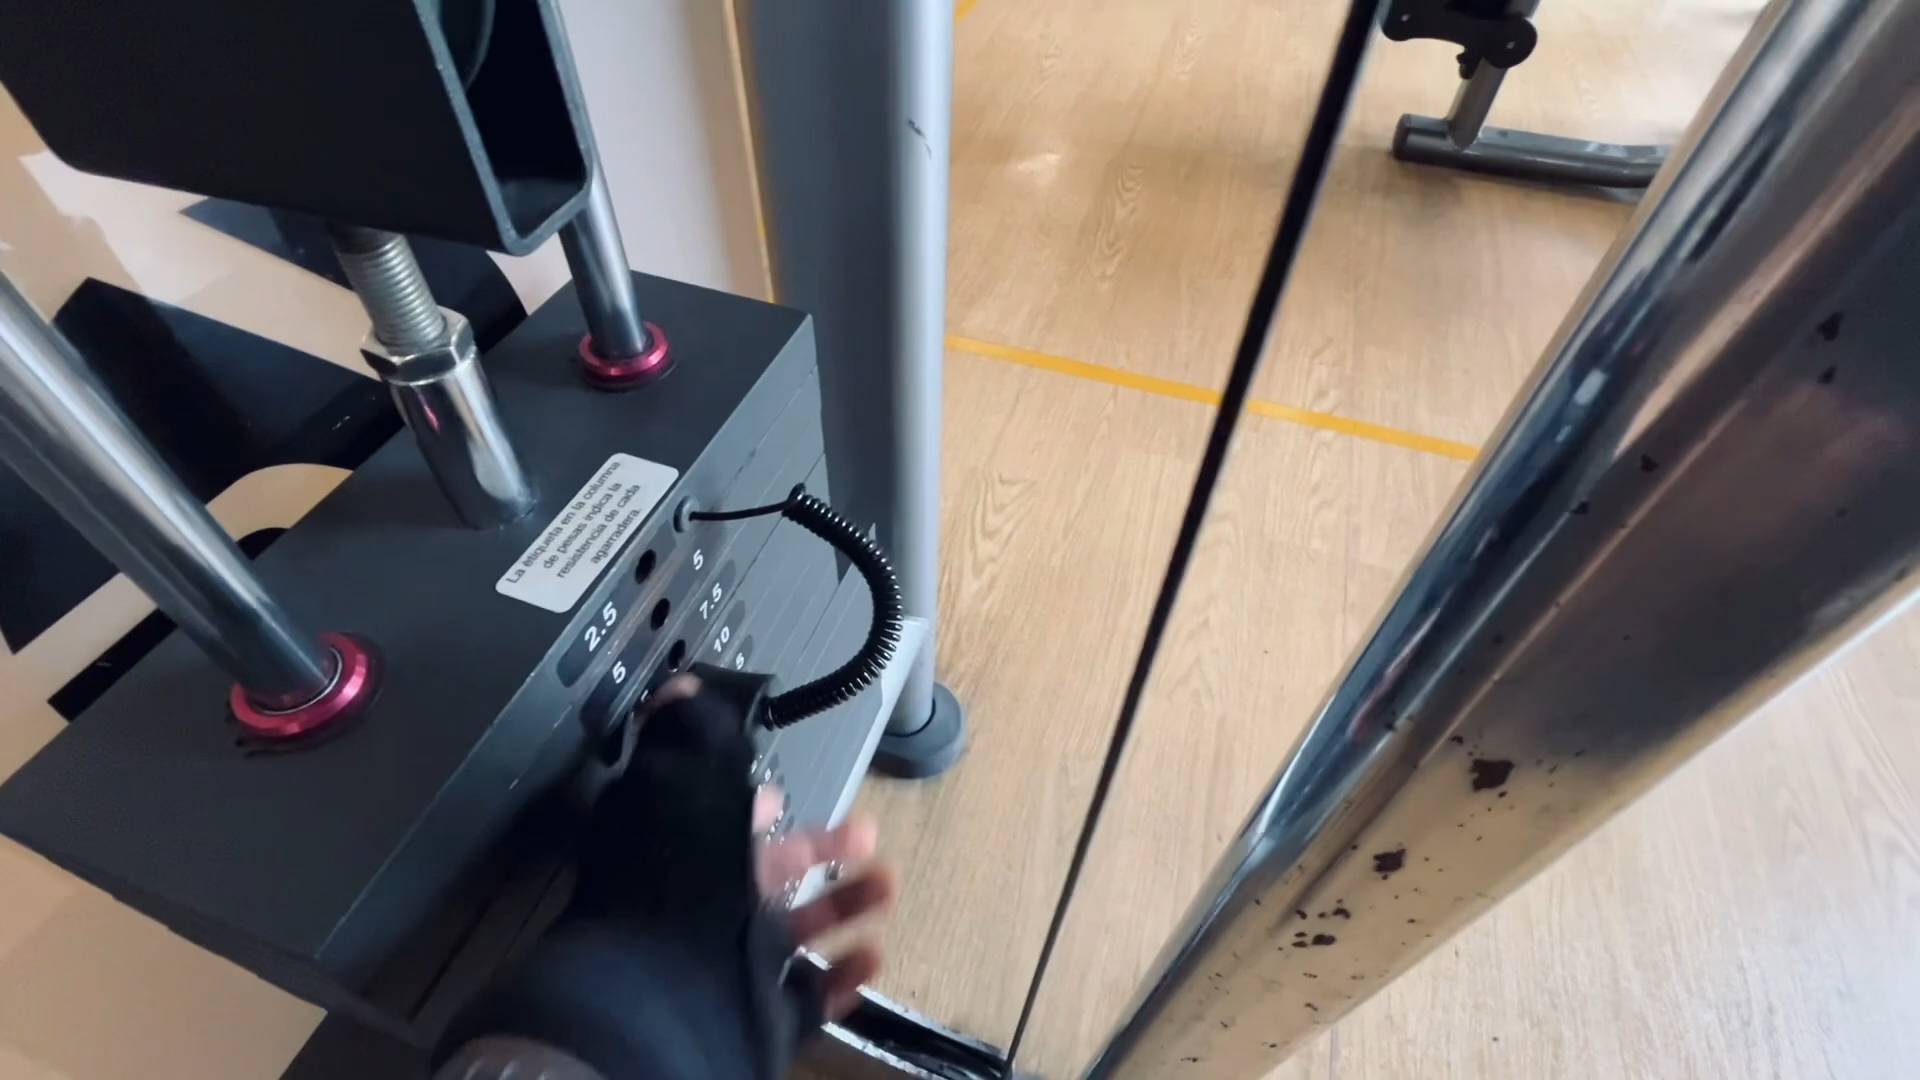 La etiqueta en la columna
de pesas indica la
resistencia de cada
agarradera.
2.5
5
5
7.5
10